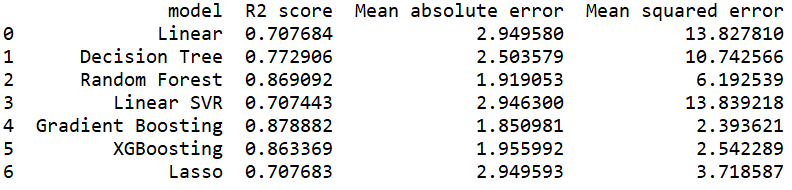 model R2 score Mean absolute error Mean squared error
0 Linear 0.707684 2.949580 13.827810
1 Decision Tree 0.772906 2.503579 10.742566
2 Random Forest 0.869092 1.919053 6.192539
3 Linear SVR 0.707443 2.946300 13.839218
4 Gradient Boosting 0.878882 1.850981 2.393621
5 XGBoosting 0.863369 1.955992 2.542289
6 Lasso 0.707683 2.949593 3.718587